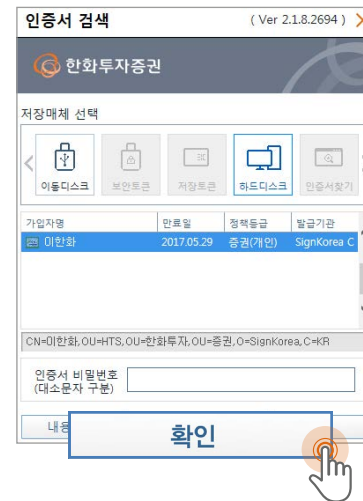 인증서 검색 ( Ver 2.1.8.2694 )
한화투자증권
저장매체 선택
이동디스크 보안토큰 저장토큰 하드디스크 인증서찾기
가입자명 만료일 정책등급 발급기관
이한화 2017.05.29 증권(개인) SignKorea C
CN=이한화,OU=HTS,OU=한화투자,OU=증권,O=SignKorea,C=KR
인증서 비밀번호
(대소문자 구분)
내용
확인